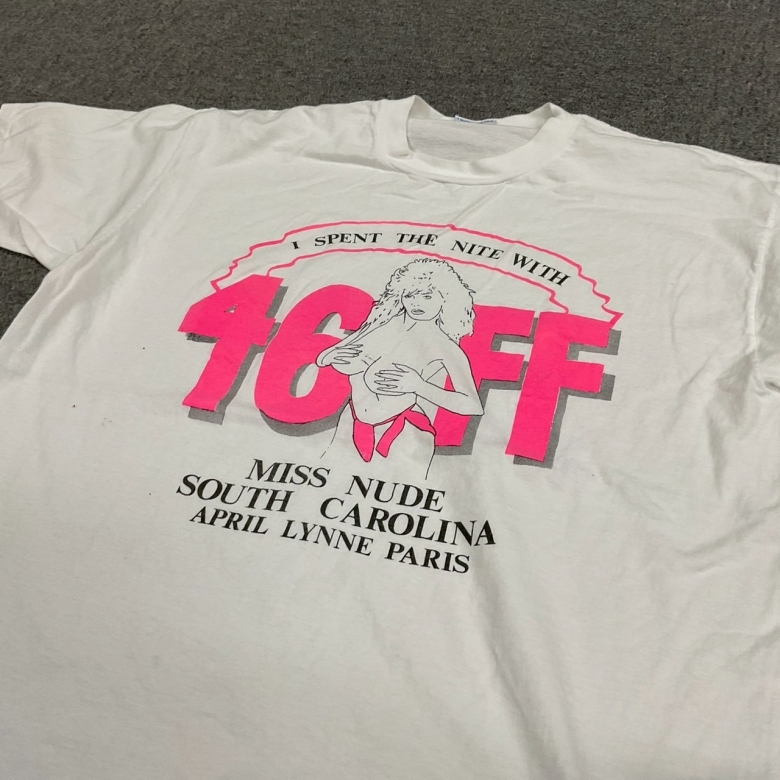 I SPENT THE NITE WITH
46FF
MISS NUDE
SOUTH CAROLINA
APRIL LYNNE PARIS